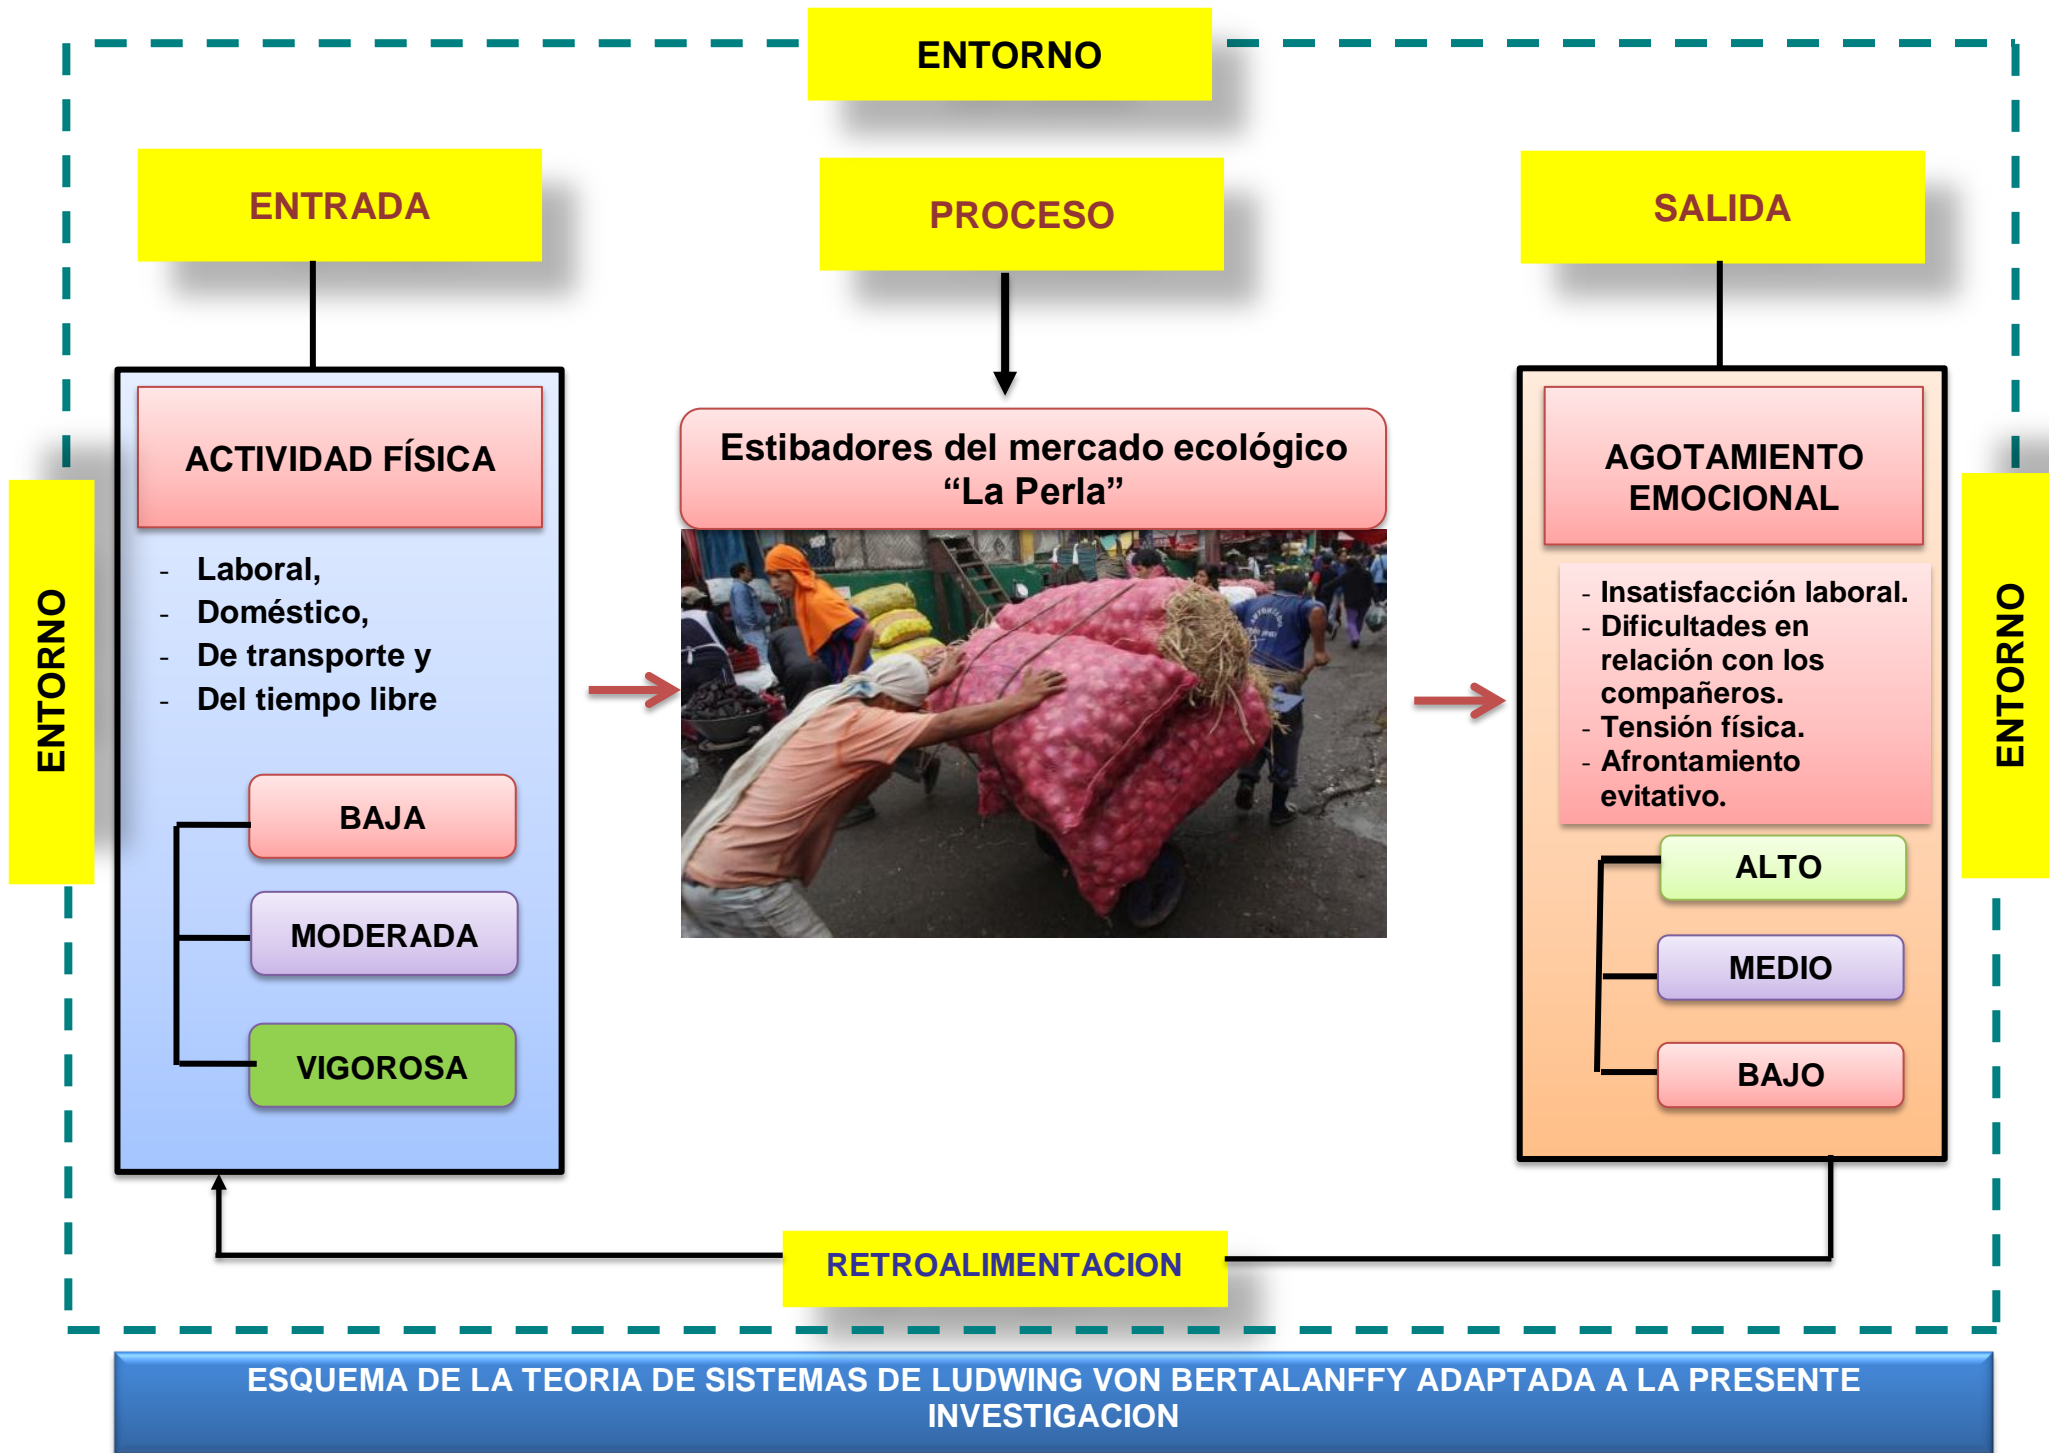 ENTORNO
ENTRADA
PROCESO
SALIDA
ENTORNO
ACTIVIDAD FÍSICA
- Laboral,
- Doméstico,
- De transporte y
- Del tiempo libre
BAJA
MODERADA
VIGOROSA
Estibadores del mercado ecológico
“La Perla”
AGOTAMIENTO
EMOCIONAL
- Insatisfacción laboral.
- Dificultades en
relación con los
compañeros.
- Tensión física.
- Afrontamiento
evitativo.
ALTO
MEDIO
BAJO
ENTORNO
RETROALIMENTACION
ESQUEMA DE LA TEORIA DE SISTEMAS DE LUDWING VON BERTALANFFY ADAPTADA A LA PRESENTE
INVESTIGACION